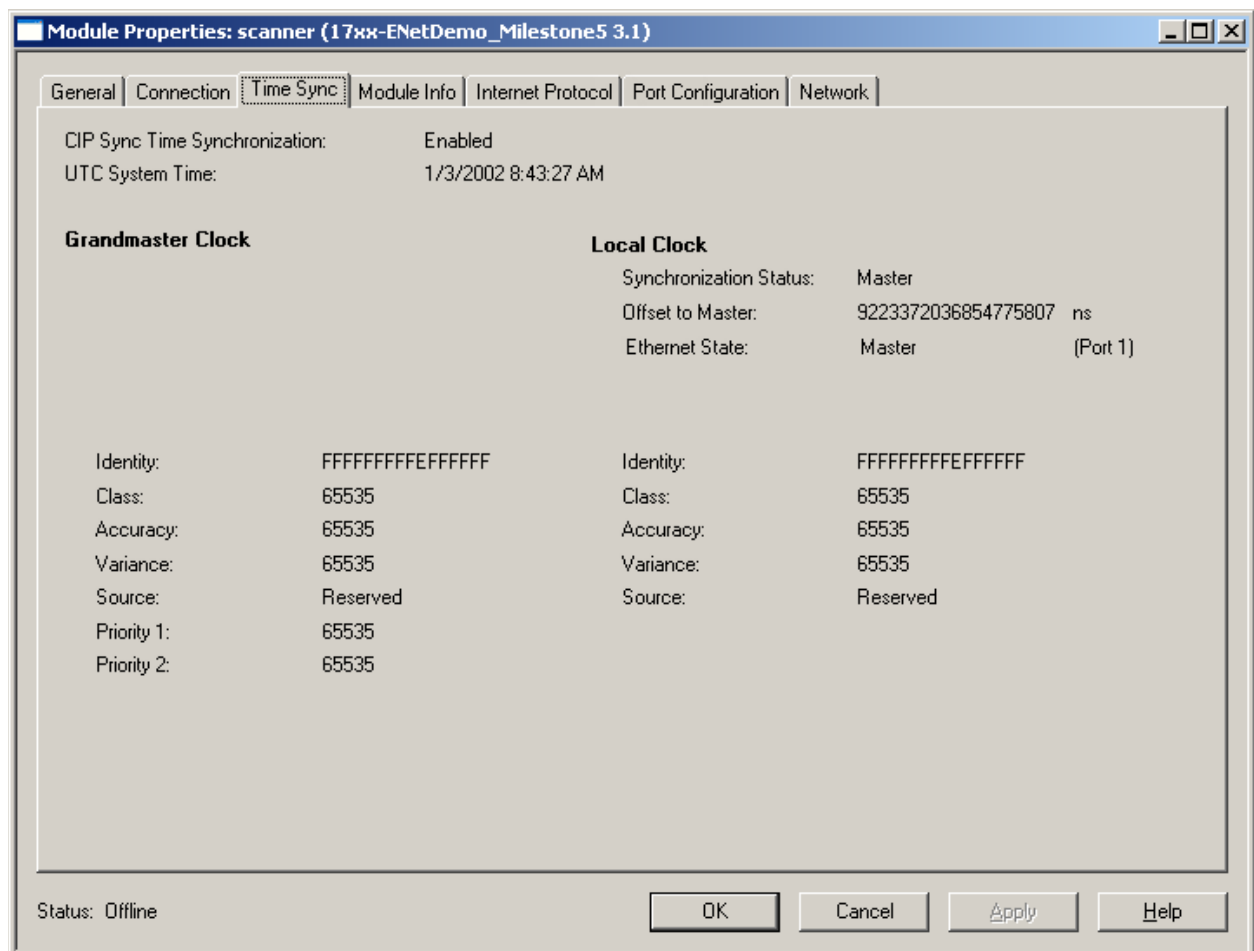 Module Properties: scanner (17xx-ENetDemo_Milestone5 3.1)
General Connection Time Sync Module Info Internet Protocol Port Configuration Network
CIP Sync Time Synchronization: Enabled
UTC System Time: 1/3/2002 8:43:27 AM
Grandmaster Clock
Local Clock
Synchronization Status: Master
Offset to Master: 9223372036854775807 ns
Ethernet State: Master (Port 1)
Identity: FFFFFFFFFEFFFFFF Identity: FFFFFFFFFEFFFFFF
Class: 65535 Class: 65535
Accuracy: 65535 Accuracy: 65535
Variance: 65535 Variance: 65535
Source: Reserved Source: Reserved
Priority 1: 65535
Priority 2: 65535
Status: Offline OK Cancel Apply Help